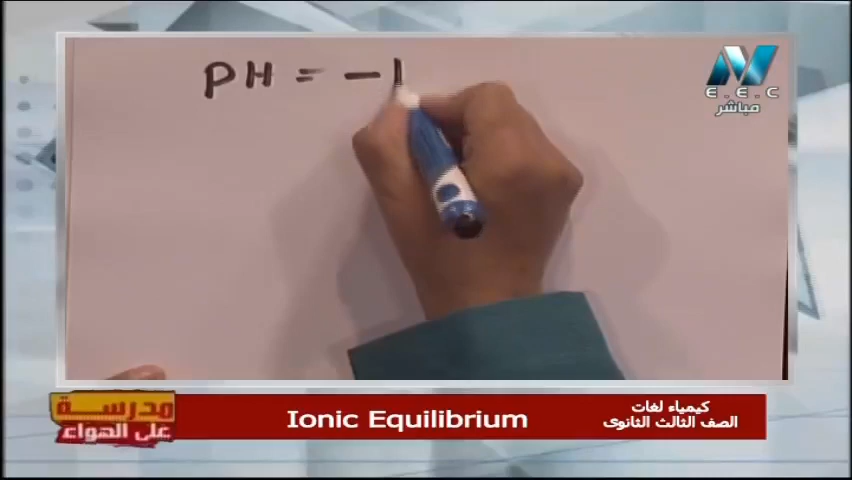 PH = - l
E.E.C
مباشر
مدرسة
على الهواء
Ionic Equilibrium
كيمياء لغات
الصف الثالث الثانوى